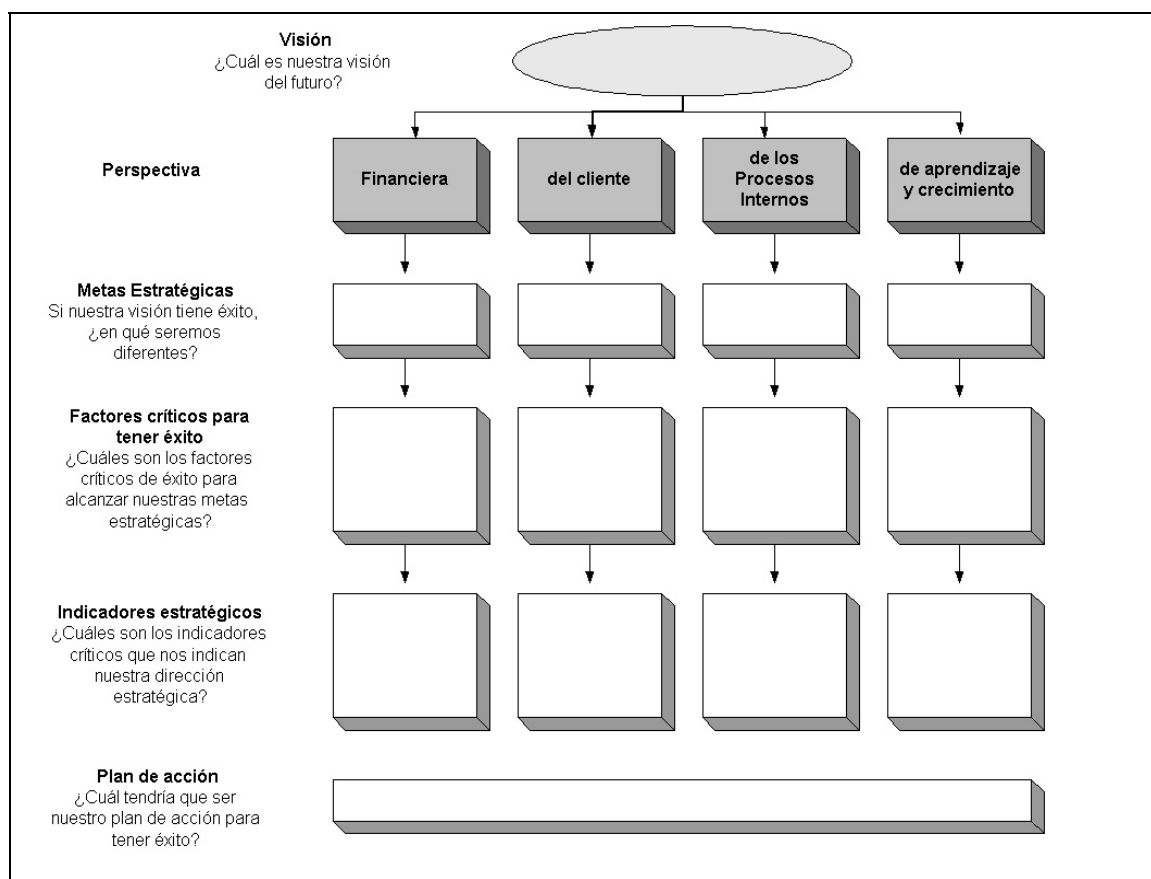 Visión
¿Cuál es nuestra visión
del futuro?
Perspectiva
Financiera
del cliente
de los
Procesos
Internos
de aprendizaje
y crecimiento
Metas Estratégicas
Si nuestra visión tiene éxito,
¿en qué seremos
diferentes?
Factores críticos para
tener éxito
¿Cuáles son los factores
críticos de éxito para
alcanzar nuestras metas
estratégicas?
Indicadores estratégicos
¿Cuáles son los indicadores
críticos que nos indican
nuestra dirección
estratégica?
Plan de acción
¿Cuál tendría que ser
nuestro plan de acción para
tener éxito?